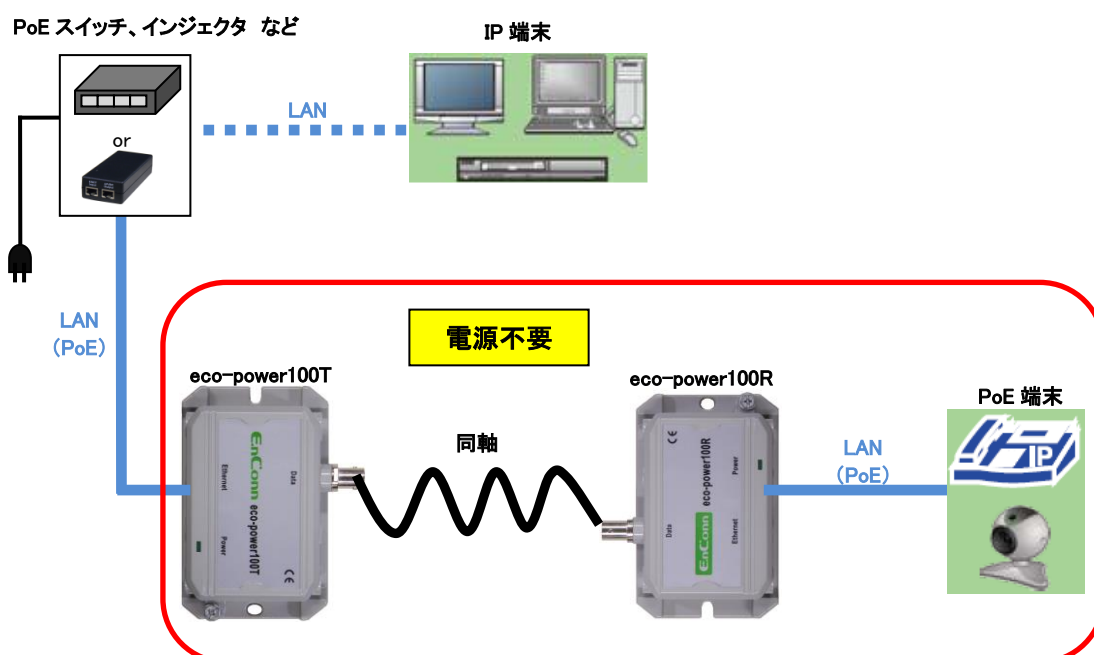 PoE スイッチ、インジェクタ など
IP 端末
LAN
or
LAN
(PoE)
電源不要
eco-power100T
eco-power100R
PoE 端末
同軸
LAN
(PoE)
Data
Ethernet
EnConn eco-power100T
Power
CE
CE
Power
EnConn eco-power100R
Data
Ethernet
IP